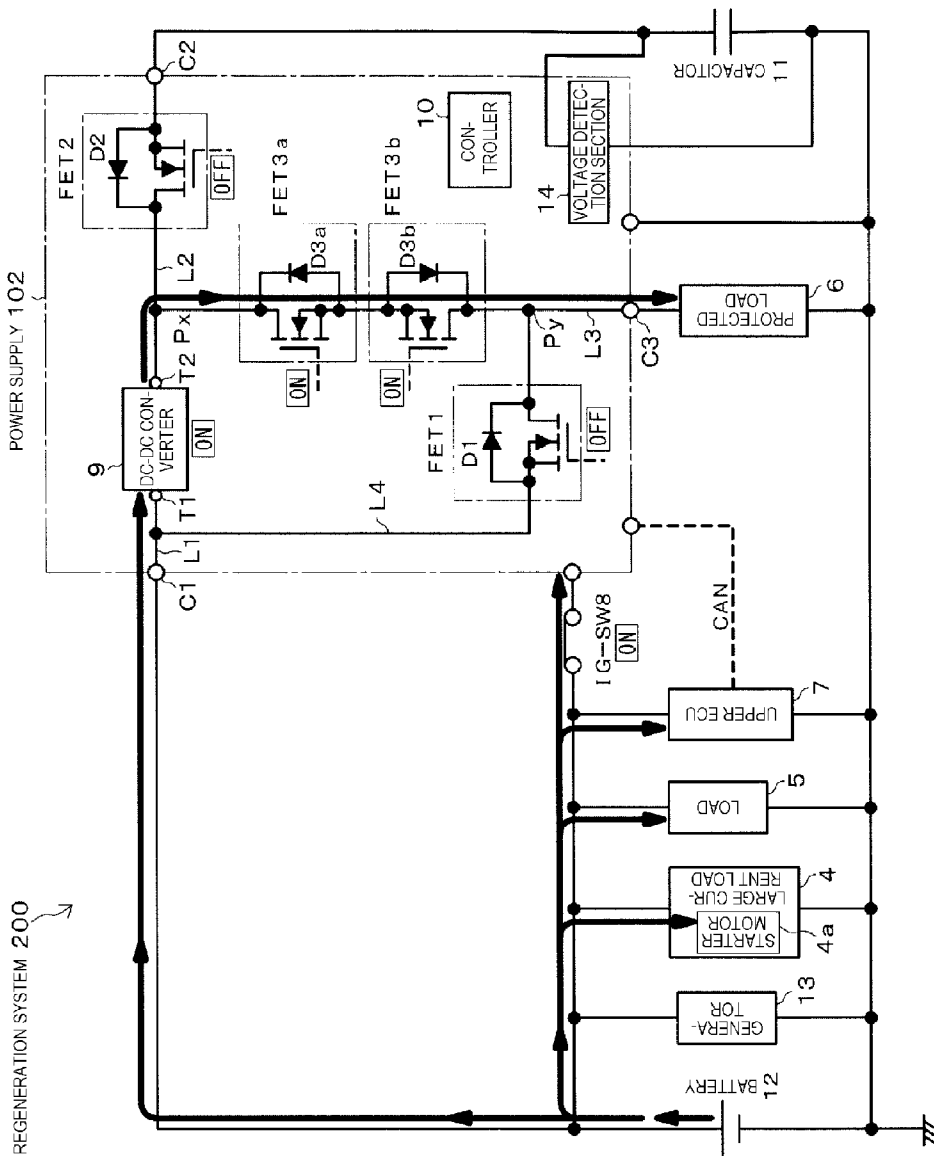 REGENERATION SYSTEM 200
POWER SUPPLY 102
C1
L1
T1
9
DC-DC CON-
VERTER
ON
T2
Px
L2
FET2
D2
OFF
C2
FET3a
D3a
ON
FET3b
D3b
ON
10
CON-
TROLLER
14
VOLTAGE DETEC-
TION SECTION
CAPACITOR
11
L4
FET1
D1
OFF
Py
L3
C3
PROTECTED
LOAD
6
IG-SW8
ON
CAN
UPPER ECU
7
LOAD
5
LARGE CUR-
RENT LOAD
STARTER
MOTOR
4
4a
GENERA-
TOR
13
BATTERY
12